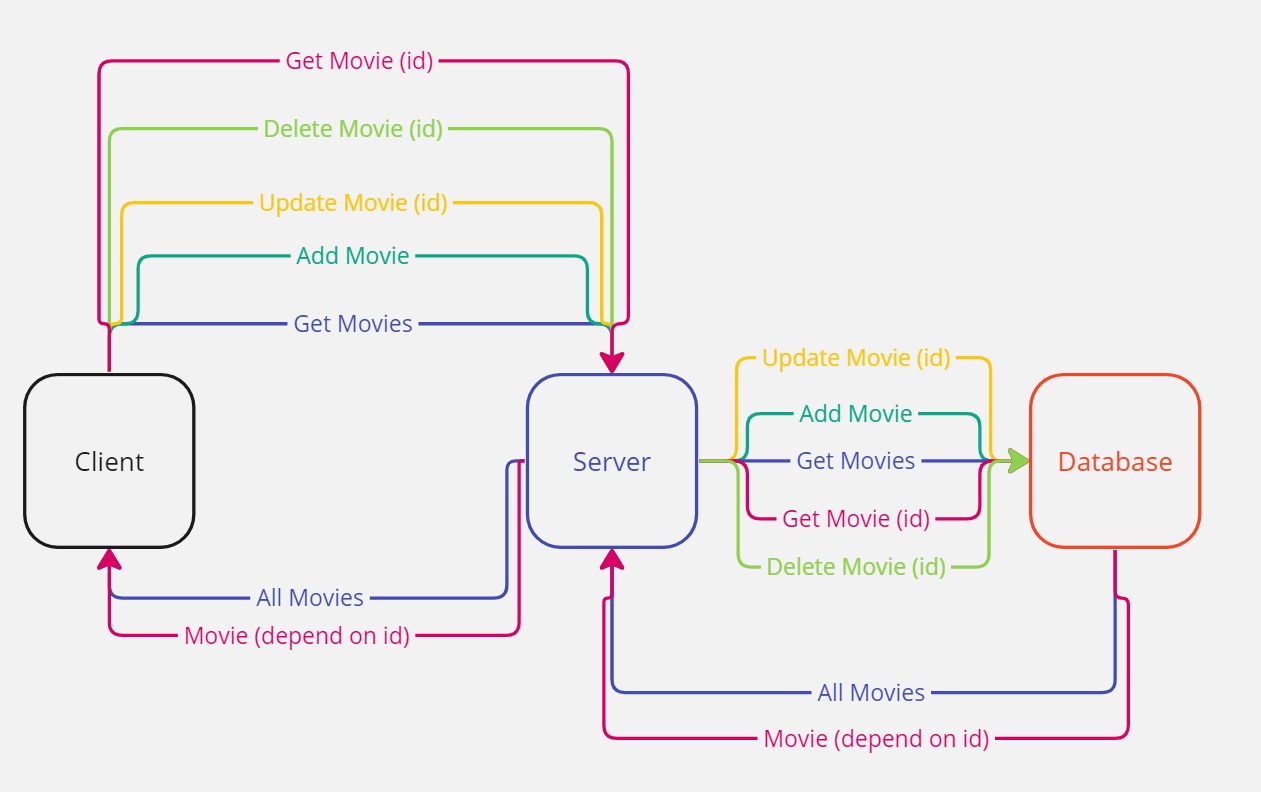 Get Movie (id)
Delete Movie (id)
Update Movie (id)
Add Movie
Get Movies
Update Movie (id)
Add Movie
Client
Server
Get Movies
Database
Get Movie (id)
Delete Movie (id)
All Movies
Movie (depend on id)
All Movies
Movie (depend on id)